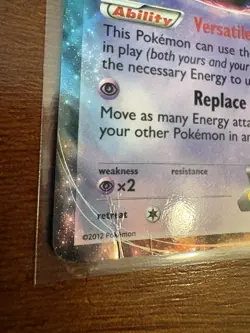 Ability Versatile
This Pokémon can use th
in play (both yours and your
the necessary Energy to u
Replace
Move as many Energy atta
your other Pokémon in an
weakness resistance
×2
retreat
©2012 Pokémon